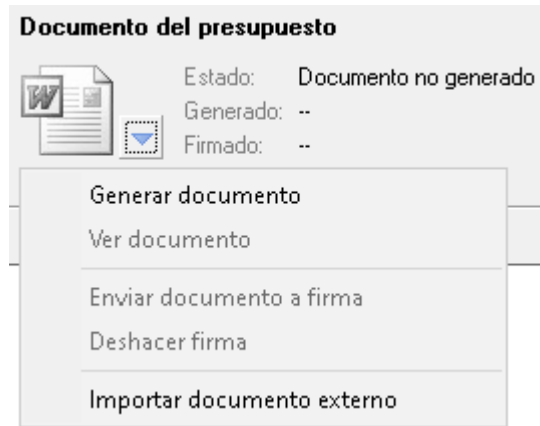 Documento del presupuesto
W
Estado: Documento no generado
Generado: --
Firmado: --
Generar documento
Ver documento
Enviar documento a firma
Deshacer firma
Importar documento externo